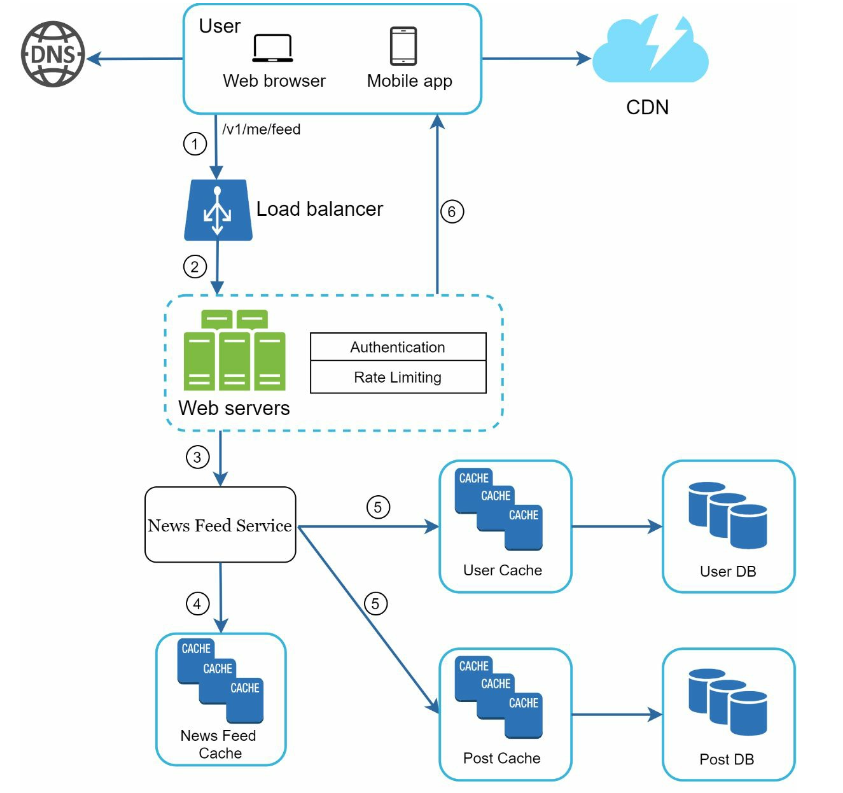 User
DNS
Web browser
Mobile app
CDN
/v1/me/feed
1
Load balancer
6
2
Authentication
Rate Limiting
Web servers
3
News Feed Service
5
CACHE
CACHE
CACHE
User Cache
User DB
4
5
CACHE
CACHE
CACHE
News Feed
Cache
CACHE
CACHE
CACHE
Post Cache
Post DB